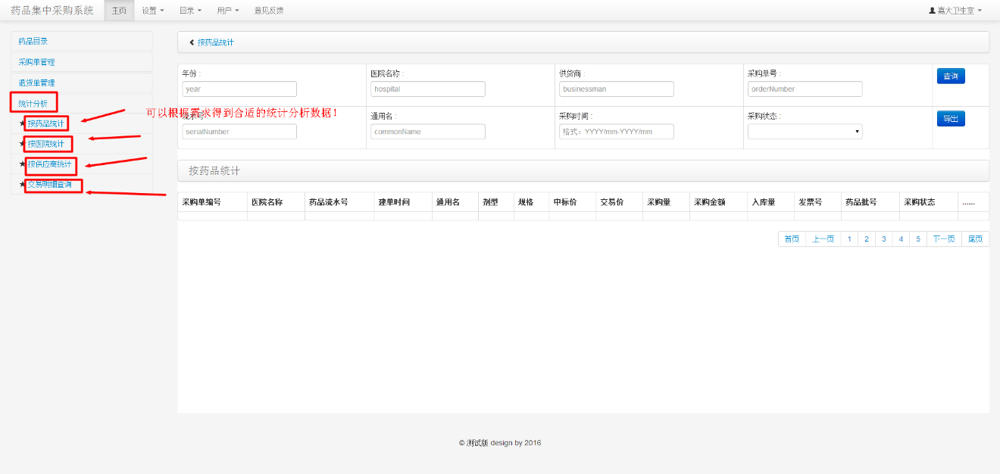 药品集中采购系统 主页 设置 目录 用户 意见反馈 嘉大卫生室
药品目录
采购单管理
退货单管理
统计分析
★按药品统计
★按医院统计
★按供应商统计
★交易明细查询
按药品统计
年份 : 医院名称 : 供货商 : 采购单号 :
year hospital businessman orderNumber 查询
可以根据需求得到合适的统计分析数据！
流水号 : 通用名 : 采购时间 : 采购状态 :
serialNumber commonName 格式：YYYY/mm-YYYY/mm 导出
按药品统计
采购单编号 医院名称 药品流水号 建单时间 通用名 剂型 规格 中标价 交易价 采购量 采购金额 入库量 发票号 药品批号 采购状态 ......
首页 上一页 1 2 3 4 5 下一页 尾页
© 测试版 design by 2016